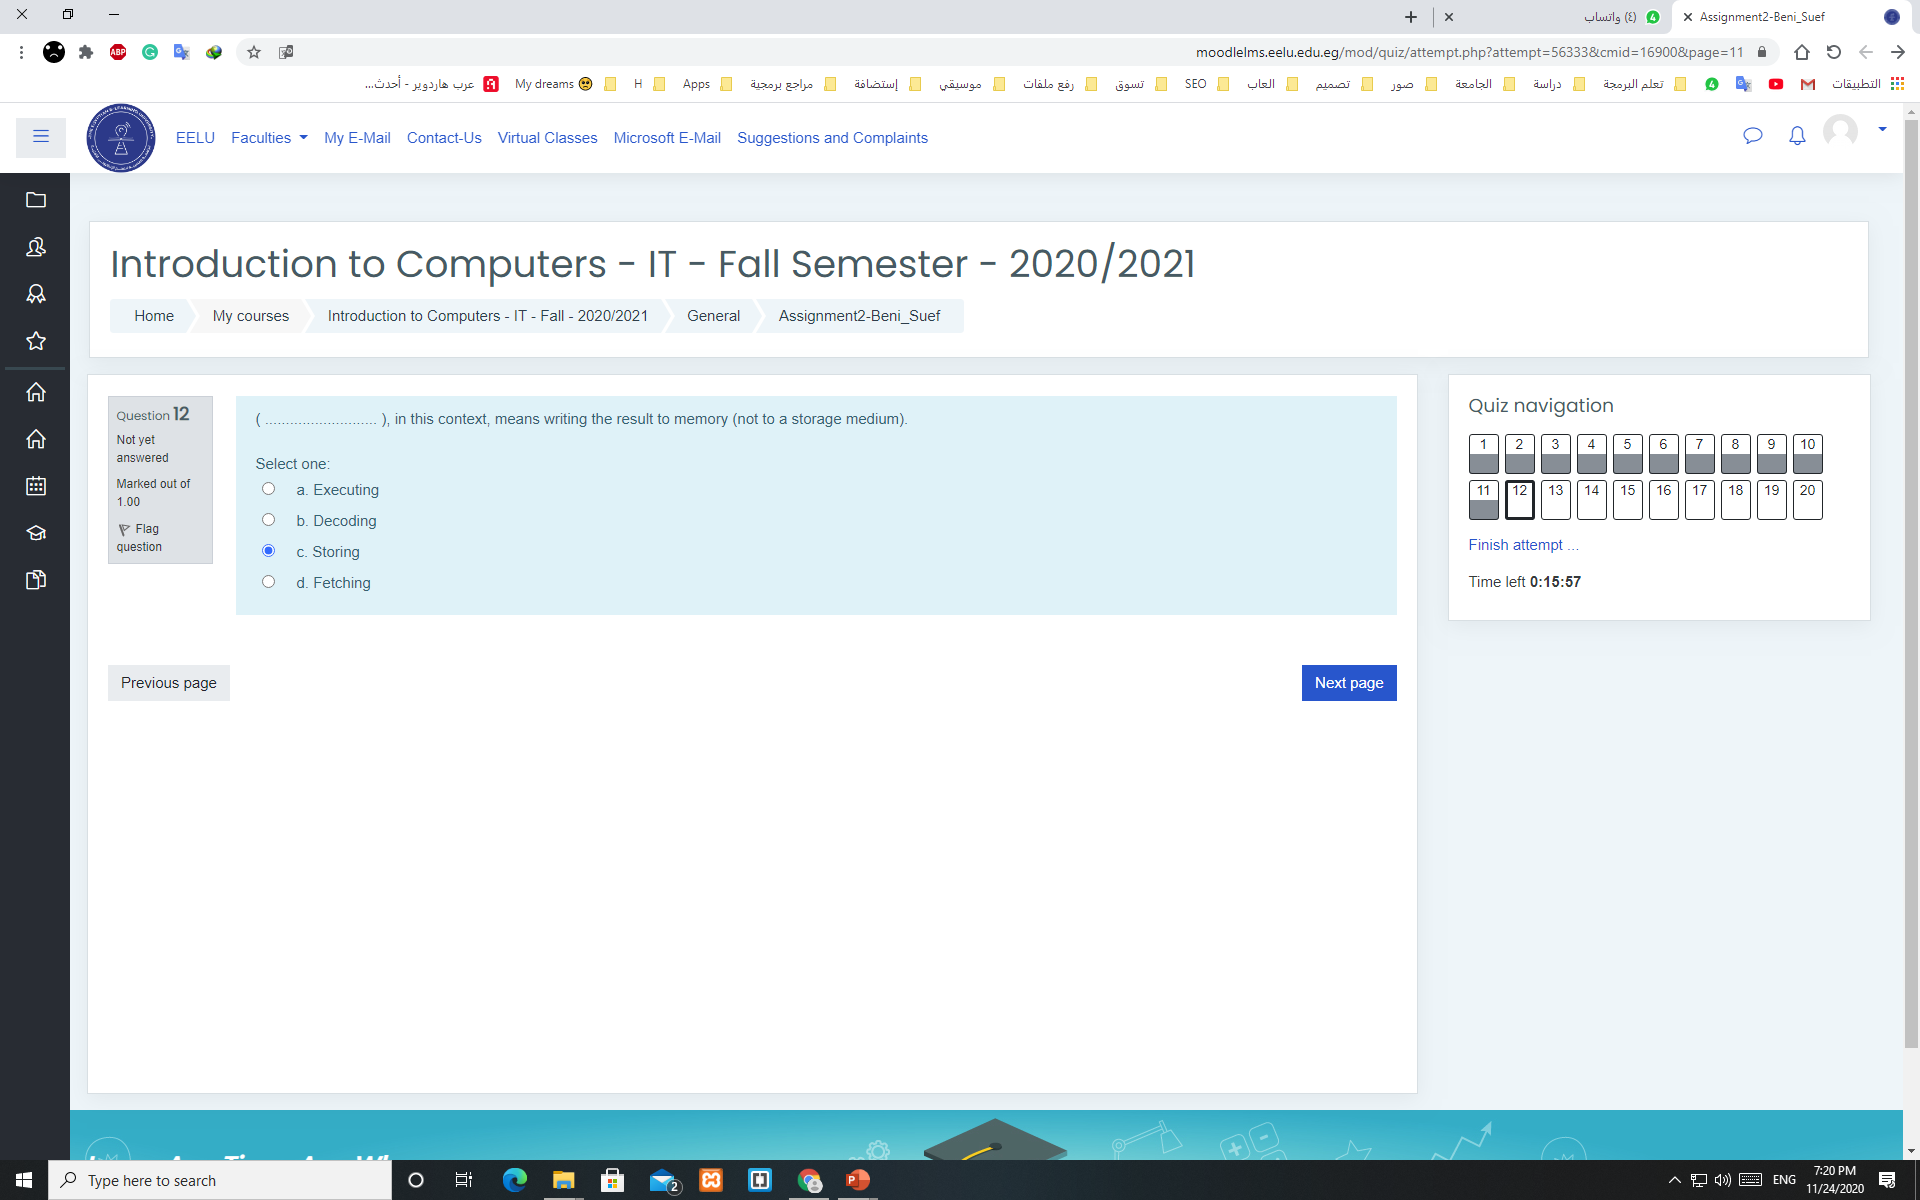 (٤) واتساب
Assignment2-Beni_Suef
moodlelms.eelu.edu.eg/mod/quiz/attempt.php?attempt=56333&cmid=16900&page=11
عرب هاردوير - أحدث...
My dreams
H
Apps
مراجع برمجية
إستضافة
موسيقي
رفع ملفات
تسوق
SEO
العاب
تصميم
صور
الجامعة
دراسة
تعلم البرمجة
التطبيقات
EELU Faculties My E-Mail Contact-Us Virtual Classes Microsoft E-Mail Suggestions and Complaints
Introduction to Computers - IT - Fall Semester - 2020/2021
Home My courses Introduction to Computers - IT - Fall - 2020/2021 General Assignment2-Beni_Suef
Question 12
Not yet
answered
Marked out of
1.00
Flag
question
( ........................... ), in this context, means writing the result to memory (not to a storage medium).
Select one:
a. Executing
b. Decoding
c. Storing
d. Fetching
Previous page
Next page
Quiz navigation
1 2 3 4 5 6 7 8 9 10
11 12 13 14 15 16 17 18 19 20
Finish attempt ...
Time left 0:15:57
Type here to search
2
ENG
7:20 PM
11/24/2020